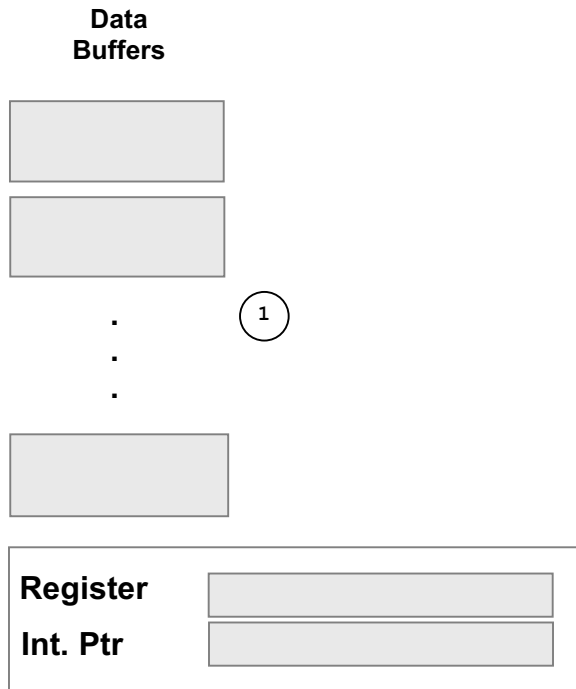 Data
Buffers
.
1
.
.
Register
Int. Ptr